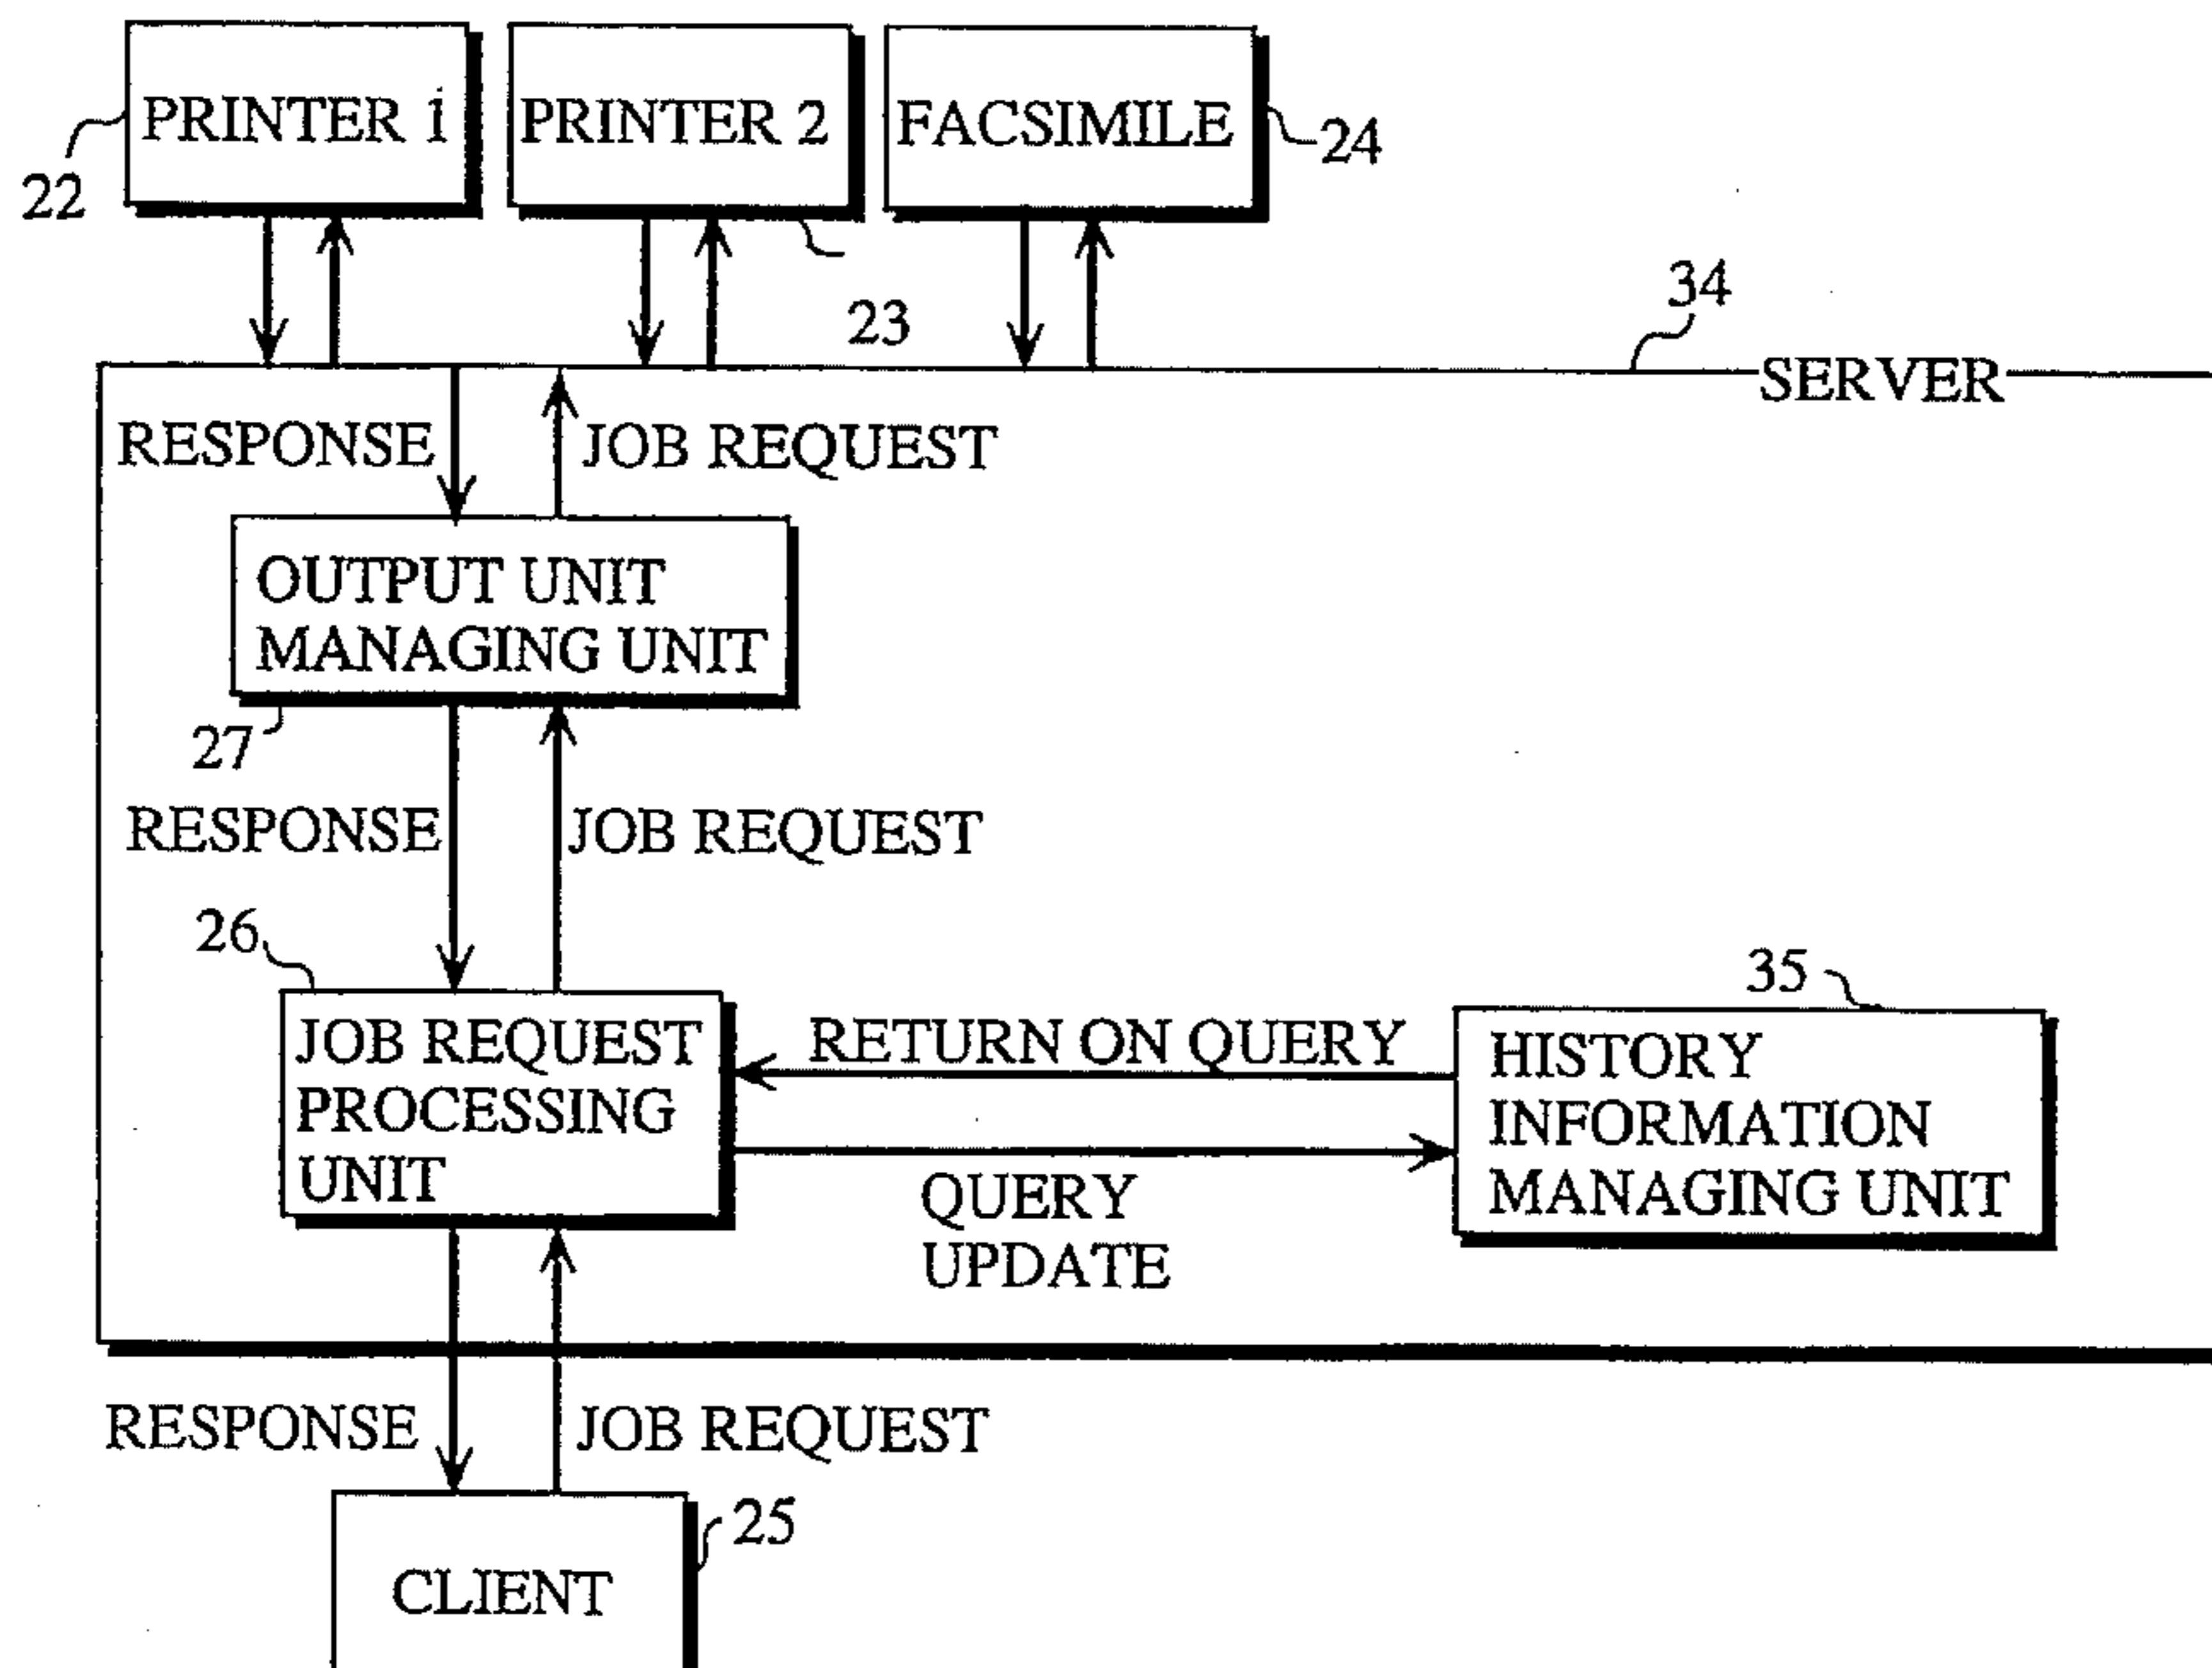 PRINTER 1
PRINTER 2
FACSIMILE
22
24
23
34
SERVER
RESPONSE
JOB REQUEST
OUTPUT UNIT
MANAGING UNIT
27
RESPONSE
JOB REQUEST
26
35
JOB REQUEST
PROCESSING
UNIT
RETURN ON QUERY
QUERY
UPDATE
HISTORY
INFORMATION
MANAGING UNIT
RESPONSE
JOB REQUEST
25
CLIENT